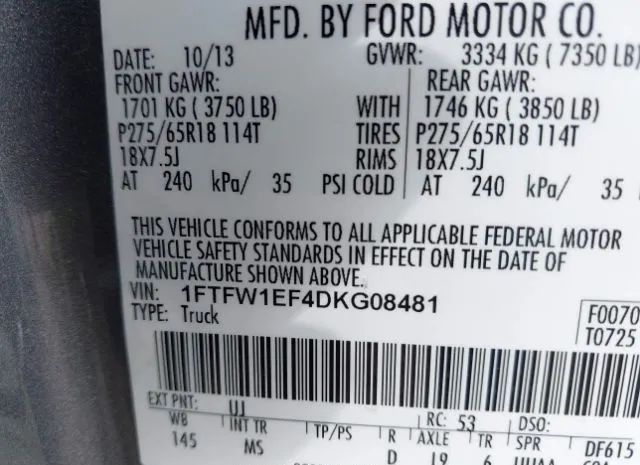 MFD. BY FORD MOTOR CO.
DATE: 10/13 GVWR: 3334 KG ( 7350 LB)
FRONT GAWR: REAR GAWR:
1701 KG ( 3750 LB) WITH 1746 KG ( 3850 LB)
P275/65R18 114T TIRES P275/65R18 114T
18X7.5J RIMS 18X7.5J
AT 240 kPa/ 35 PSI COLD AT 240 kPa/ 35
THIS VEHICLE CONFORMS TO ALL APPLICABLE FEDERAL MOTOR
VEHICLE SAFETY STANDARDS IN EFFECT ON THE DATE OF
MANUFACTURE SHOWN ABOVE.
VIN: 1FTFW1EF4DKG08481
TYPE: Truck F0070
T0725
EXT PNT: UJ RC: 53 DSO:
WB INT TR TP/PS R AXLE TR SPR DF615
145 MS D 19 6